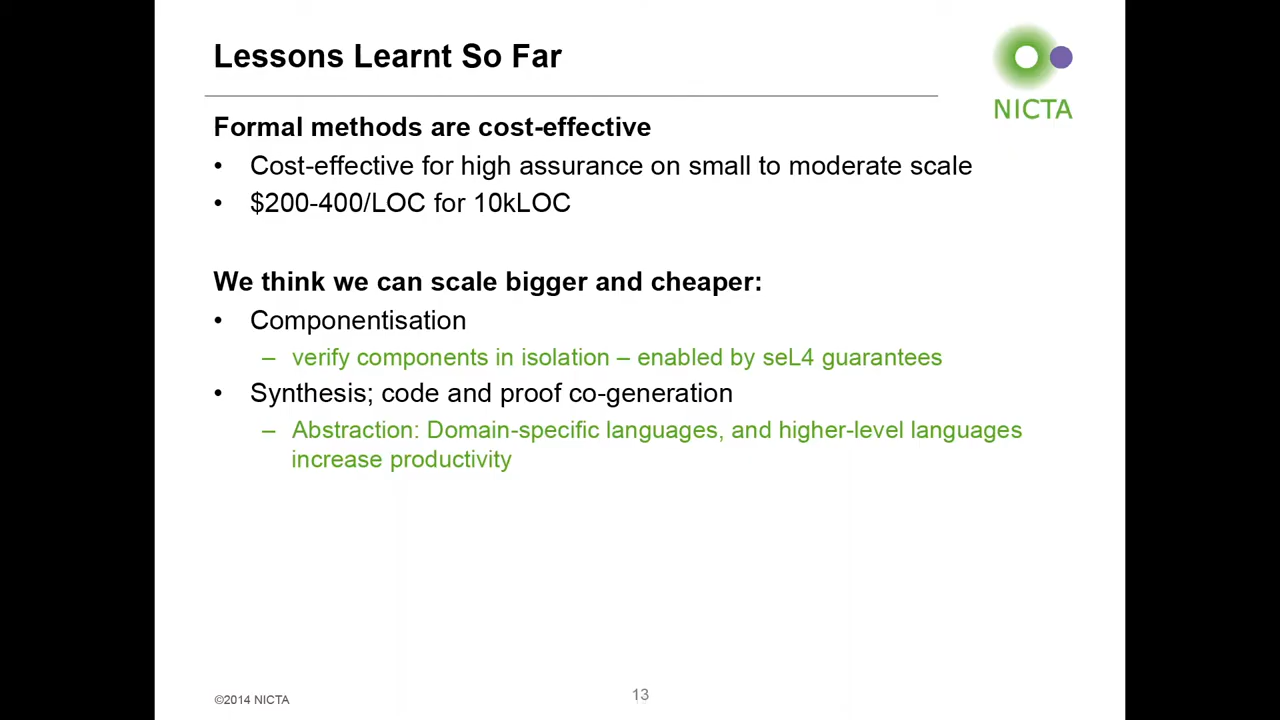 Lessons Learnt So Far
NICTA
Formal methods are cost-effective
• Cost-effective for high assurance on small to moderate scale
• $200-400/LOC for 10kLOC
We think we can scale bigger and cheaper:
• Componentisation
– verify components in isolation – enabled by seL4 guarantees
• Synthesis; code and proof co-generation
– Abstraction: Domain-specific languages, and higher-level languages
increase productivity
©2014 NICTA
13